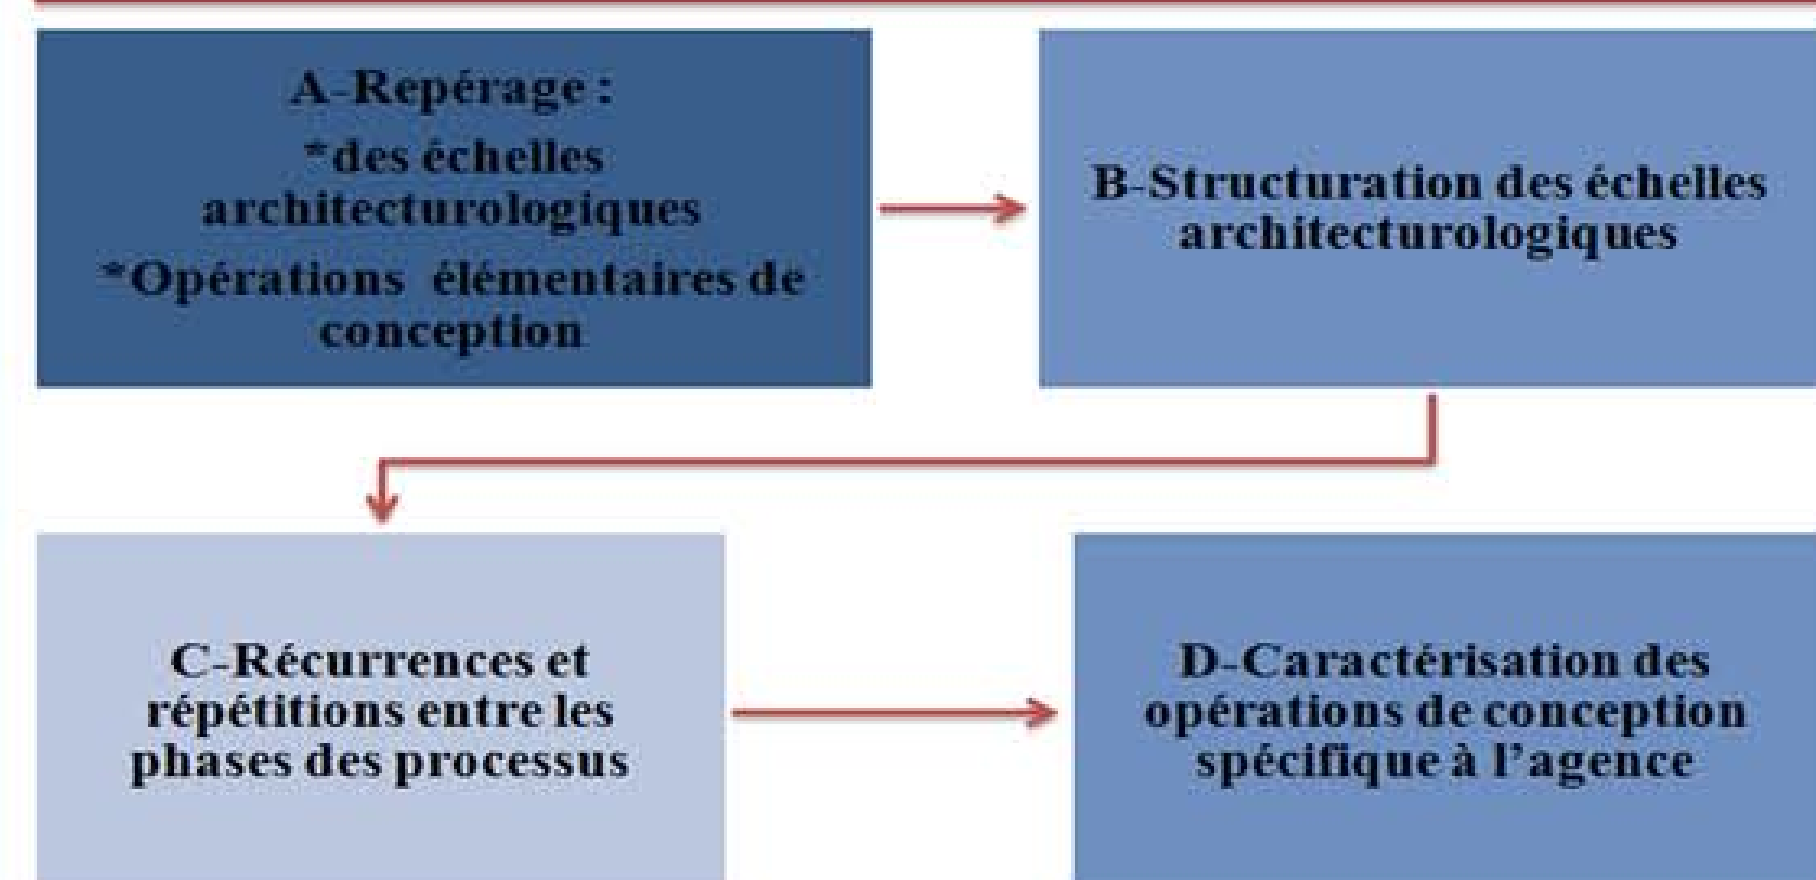 A-Repérage :
*des échelles
architecturologiques
*Opérations élémentaires de
conception
B-Structuration des échelles
architecturologiques
C-Récurrences et
répétitions entre les
phases des processus
D-Caractérisation des
opérations de conception
spécifique à l’agence